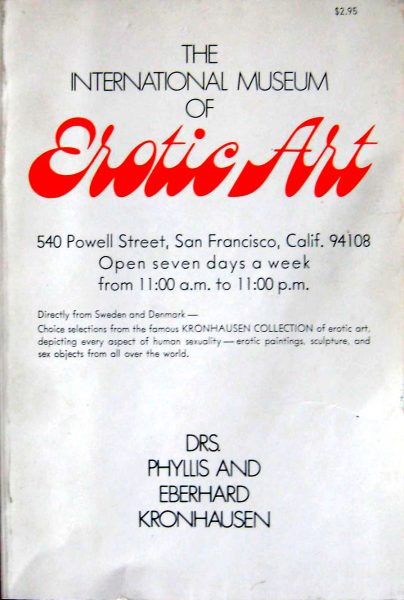 $2.95
THE
INTERNATIONAL MUSEUM
OF
Erotic Art
540 Powell Street, San Francisco, Calif. 94108
Open seven days a week
from 11:00 a.m. to 11:00 p.m.
Directly from Sweden and Denmark —
Choice selections from the famous KRONHAUSEN COLLECTION of erotic art,
depicting every aspect of human sexuality — erotic paintings, sculpture, and
sex objects from all over the world.
DRS.
PHYLLIS AND
EBERHARD
KRONHAUSEN